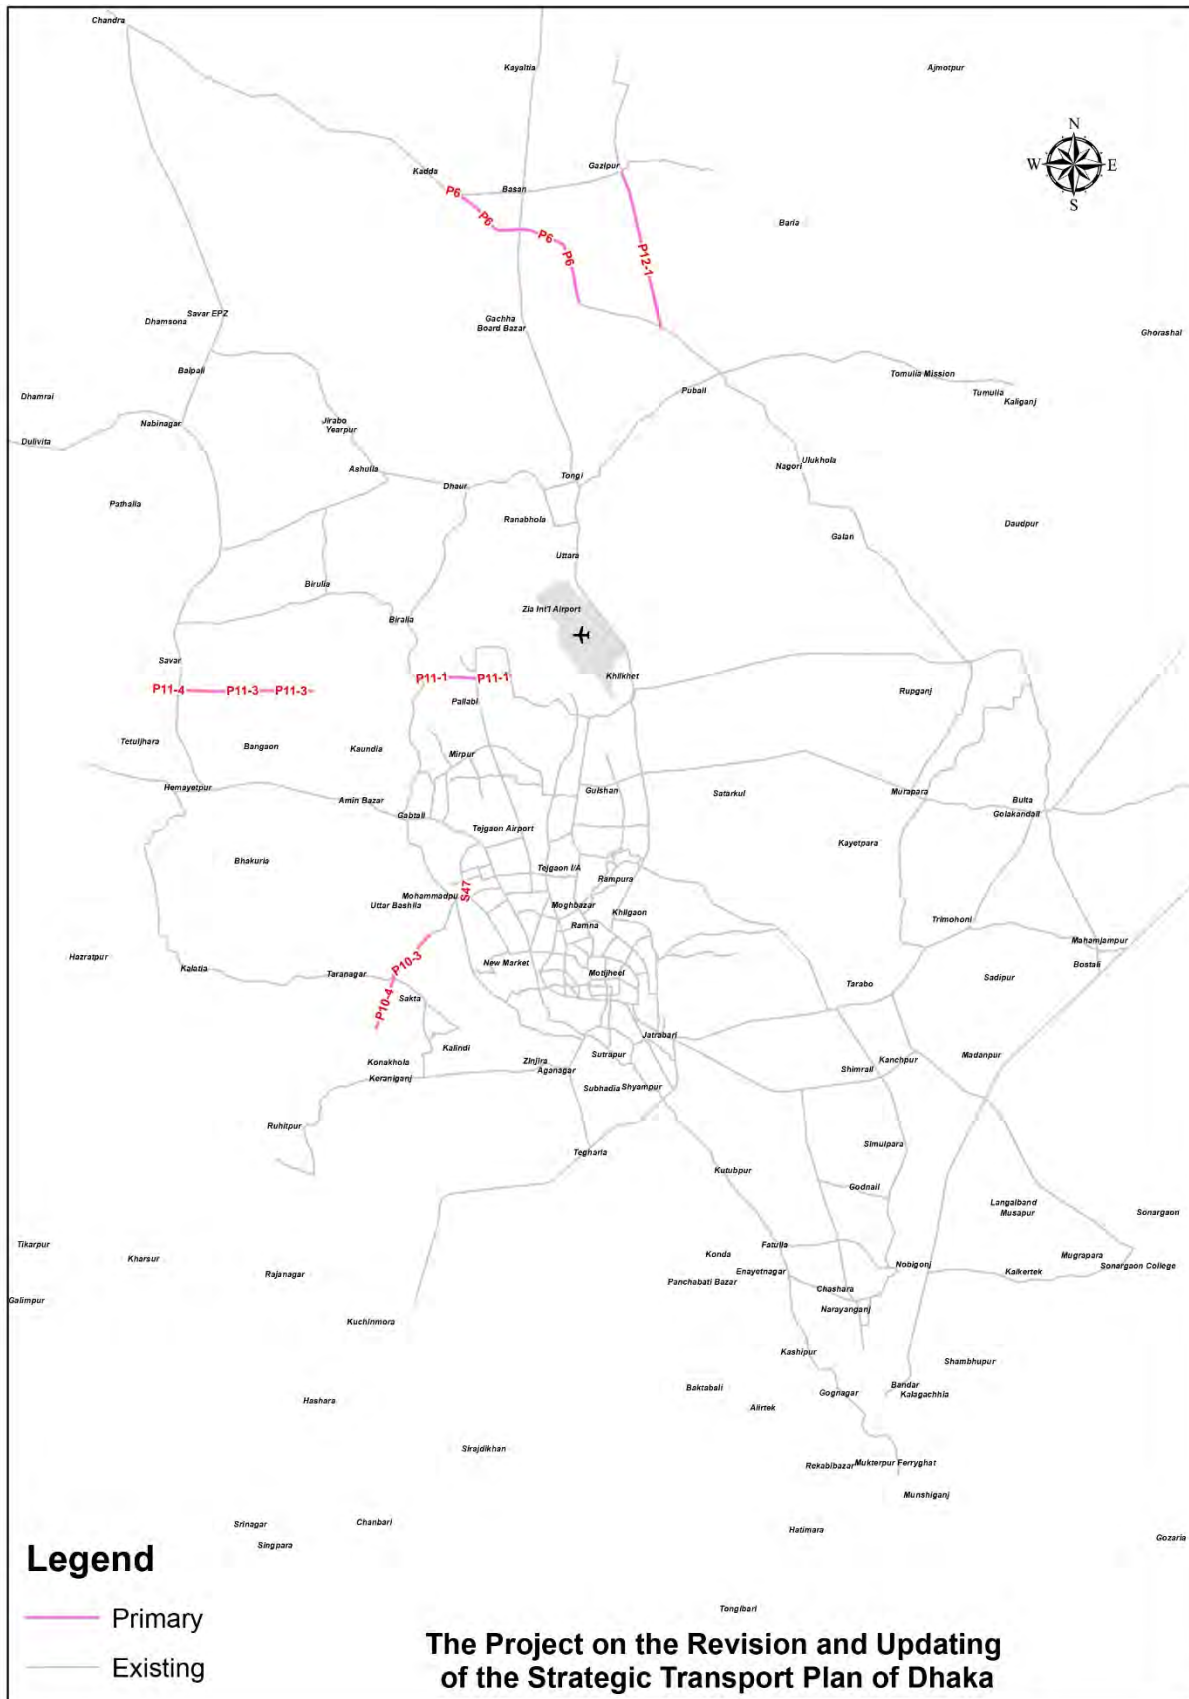 Chandra
Kayaltia
Ajmotpur
N
W
E
S
Gazipur
Kadda
Basan
P6
P6
P6
P6
P12-1
Baria
Savar EPZ
Dhamsona
Gachha
Board Bazar
Ghorashal
Baipali
Tomulia Mission
Pubail
Tumulia
Kaliganj
Dhamrai
Nabinagar
Jirabo
Yearpur
Dulivita
Ashulia
Dhaur
Tongi
Nagori
Ulukhola
Pathalia
Ranabhola
Daudpur
Galan
Uttara
Birulia
Zia Int'l Airport
Biralia
Savar
Khilkhet
P11-4
P11-3
P11-3
P11-1
P11-1
Rupganj
Pallabi
Tetuljhara
Bangaon
Kaundia
Mirpur
Hemayetpur
Amin Bazar
Gulshan
Satarkul
Murapara
Bulta
Golakandail
Gabtali
Tejgaon Airport
Kayetpara
Bhakuria
Tejgaon I/A
Rampura
S47
Mohammadpu
Uttar Bashila
Moghbazar
Khilgaon
Ramna
Trimohoni
Mahamjampur
Bostali
Hazratpur
Kalatia
Taranagar
P10-3
New Market
Motijheel
Sadipur
Tarabo
P10-4
Sakta
Jatrabari
Kalindi
Konakhola
Keraniganj
Zinjira
Aganagar
Sutrapur
Kanchpur
Madanpur
Shimrail
Subhadia
Shyampur
Ruhitpur
Tegharia
Simulpara
Kutubpur
Godnail
Langalband
Musapur
Sonargaon
Tikarpur
Kharsur
Rajanagar
Fatulla
Konda
Enayetnagar
Panchabati Bazar
Nobigonj
Kaikertek
Mugrapara
Sonargaon College
Chashara
Narayanganj
Galimpur
Kuchinmora
Kashipur
Shambhupur
Baktabali
Gognagar
Bandar
Kalagachhia
Hashara
Alirtek
Sirajdikhan
Rekabibazar
Mukterpur Ferryghat
Munshiganj
Srinagar
Singpara
Chanbari
Hatimara
Gozaria
Legend
Primary
Existing
Tongibari
The Project on the Revision and Updating
of the Strategic Transport Plan of Dhaka